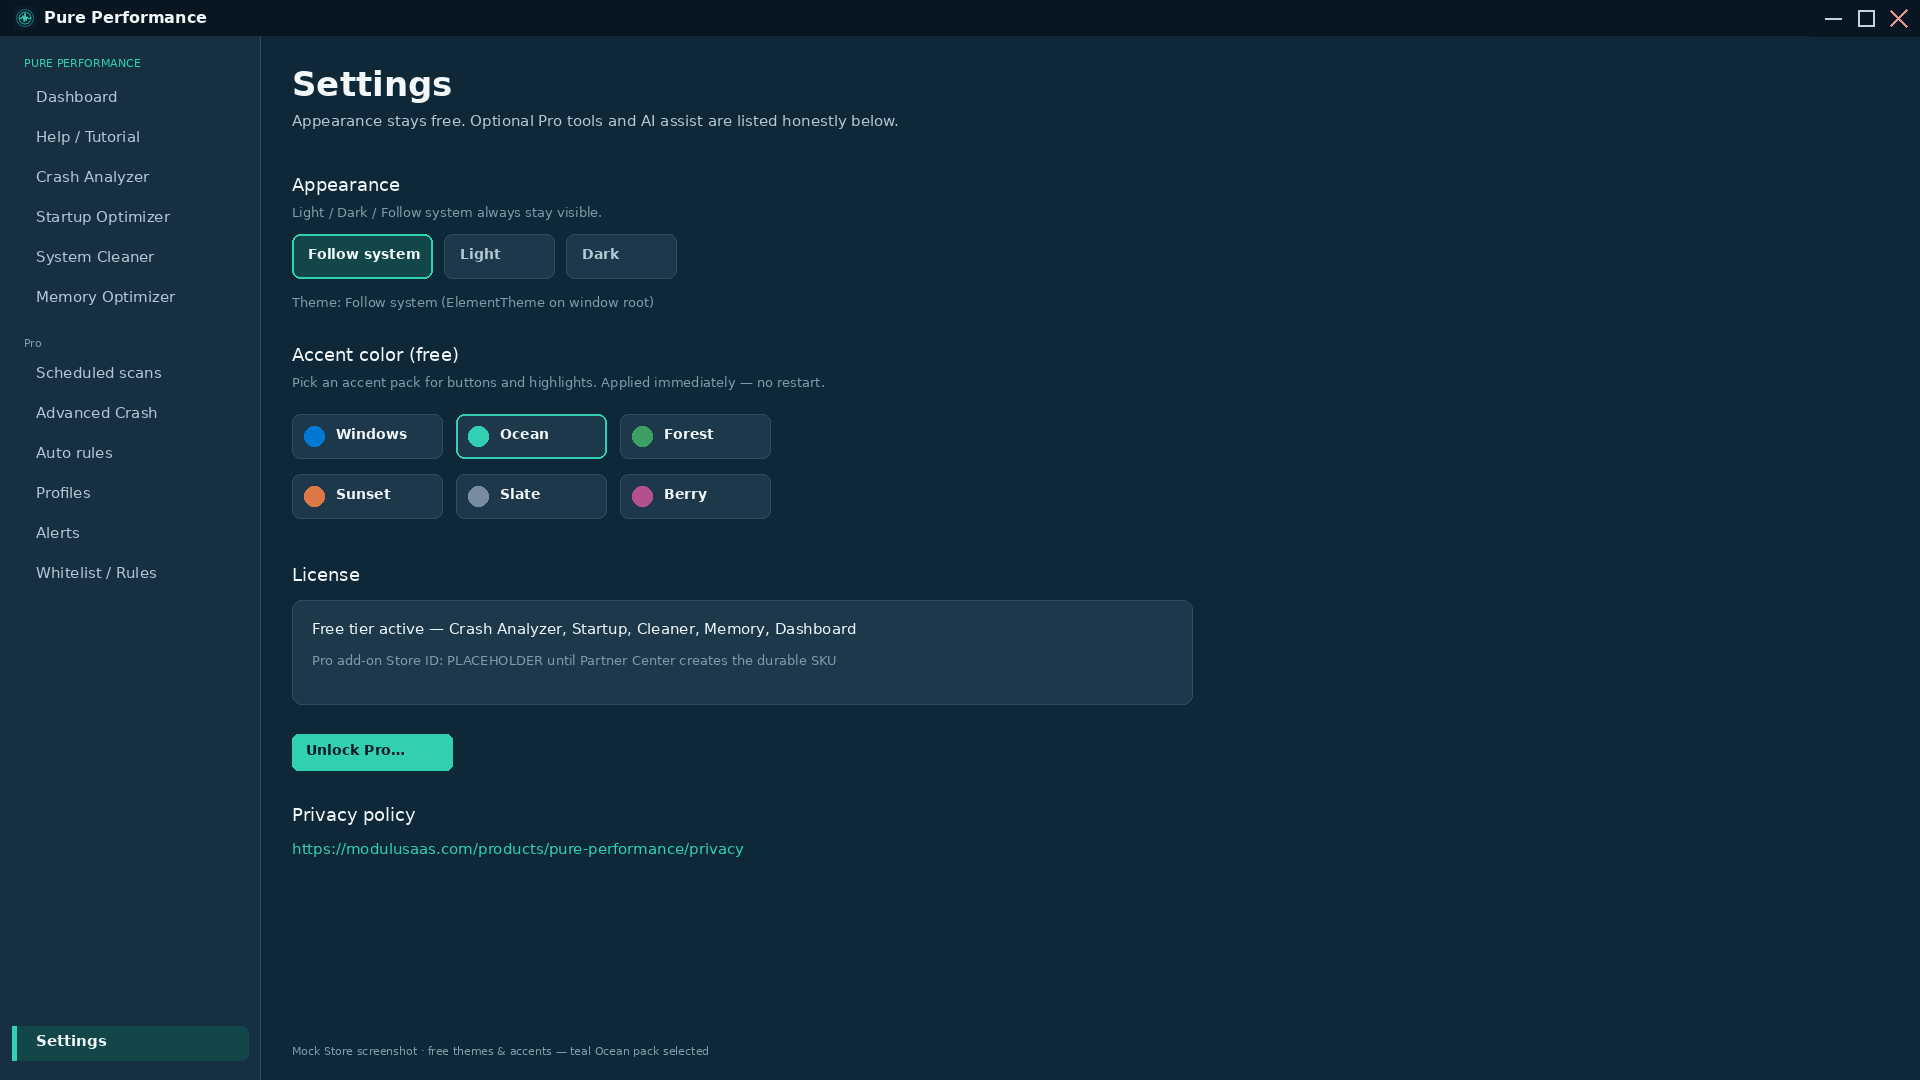 Pure Performance
PURE PERFORMANCE
Dashboard
Help / Tutorial
Crash Analyzer
Startup Optimizer
System Cleaner
Memory Optimizer
Pro
Scheduled scans
Advanced Crash
Auto rules
Profiles
Alerts
Whitelist / Rules
Settings
Settings
Appearance stays free. Optional Pro tools and AI assist are listed honestly below.
Appearance
Light / Dark / Follow system always stay visible.
Follow system
Light
Dark
Theme: Follow system (ElementTheme on window root)
Accent color (free)
Pick an accent pack for buttons and highlights. Applied immediately — no restart.
Windows
Ocean
Forest
Sunset
Slate
Berry
License
Free tier active — Crash Analyzer, Startup, Cleaner, Memory, Dashboard
Pro add-on Store ID: PLACEHOLDER until Partner Center creates the durable SKU
Unlock Pro...
Privacy policy
https://modulusaas.com/products/pure-performance/privacy
Mock Store screenshot · free themes & accents — teal Ocean pack selected